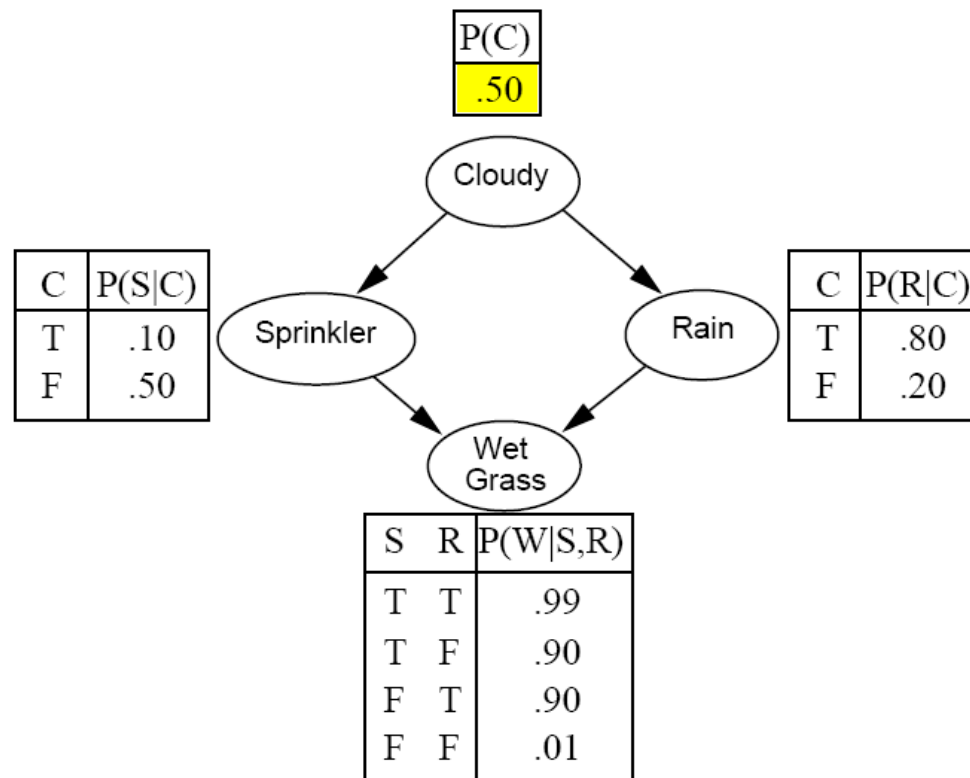 P(C)
.50
Cloudy
C P(S|C)
T .10
F .50
Sprinkler
Rain
C P(R|C)
T .80
F .20
Wet
Grass
S R P(W|S,R)
T T .99
T F .90
F T .90
F F .01